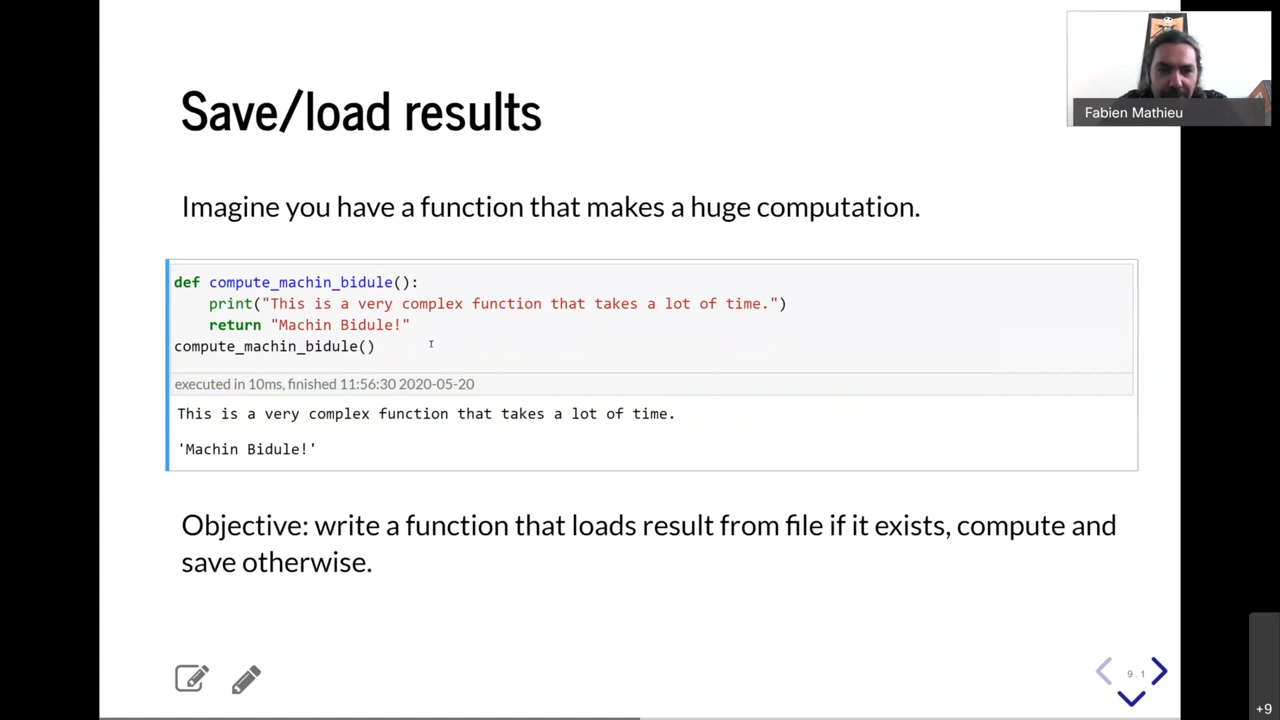 Save/load results
Fabien Mathieu
Imagine you have a function that makes a huge computation.
def compute_machin_bidule():
    print("This is a very complex function that takes a lot of time.")
    return "Machin Bidule!"
compute_machin_bidule()
executed in 10ms, finished 11:56:30 2020-05-20
This is a very complex function that takes a lot of time.
'Machin Bidule!'
Objective: write a function that loads result from file if it exists, compute and
save otherwise.
9.1
+9